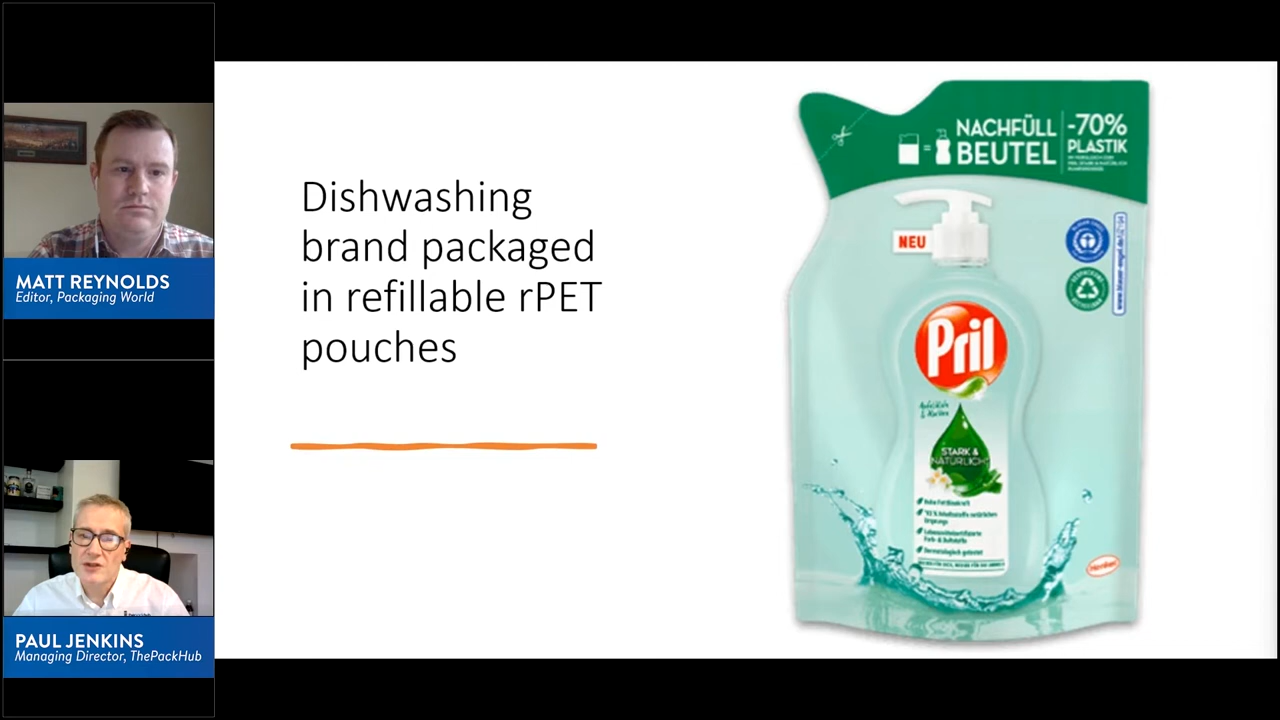 MATT REYNOLDS
Editor, Packaging World
PAUL JENKINS
Managing Director, ThePackHub
Dishwashing
brand packaged
in refillable rPET
pouches
NACHFÜLL
BEUTEL
-70%
PLASTIK
NEU
Pril
STARK &
NATÜRLICH
Henkel